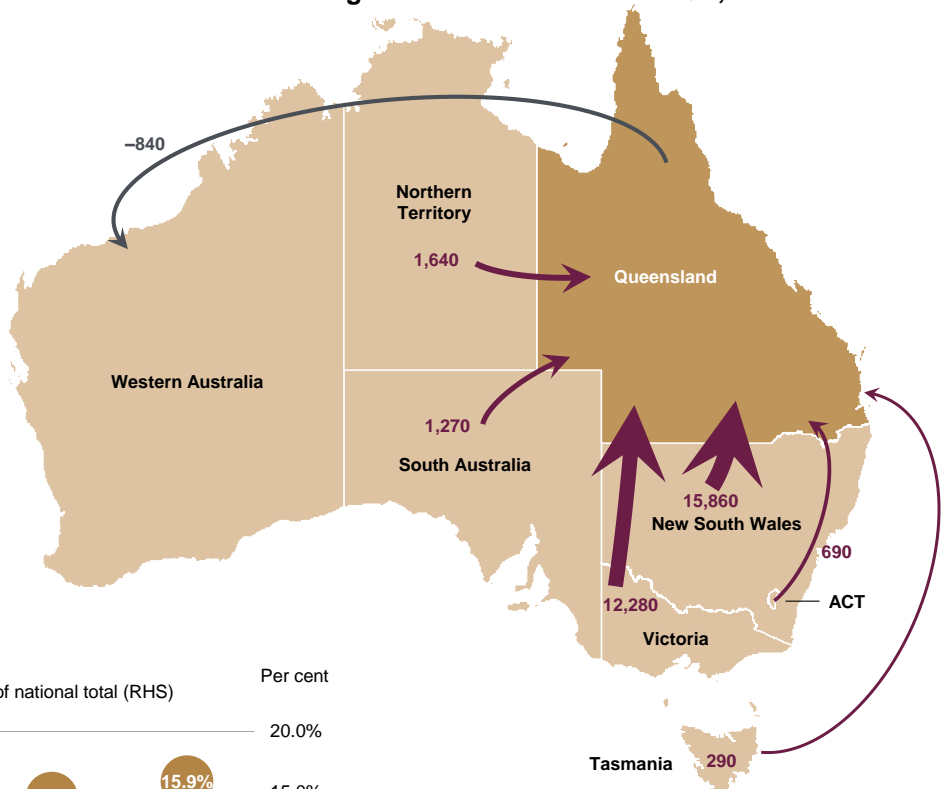 –840
Northern
Territory
1,640
Queensland
Western Australia
1,270
South Australia
15,860
New South Wales
690
12,280
ACT
Victoria
Per cent
of national total (RHS)
20.0%
Tasmania
290
15.9%